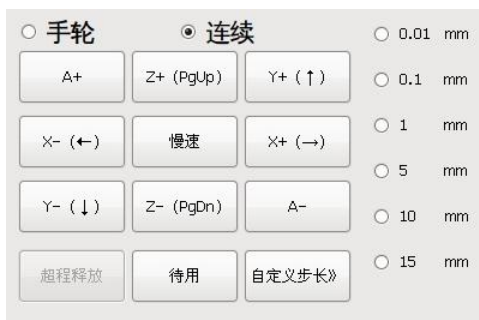 手轮 连续
A+ Z+ (PgUp) Y+ (↑)
X- (←) 慢速 X+ (→)
Y- (↓) Z- (PgDn) A-
超程释放 待用 自定义步长》
0.01 mm
0.1 mm
1 mm
5 mm
10 mm
15 mm